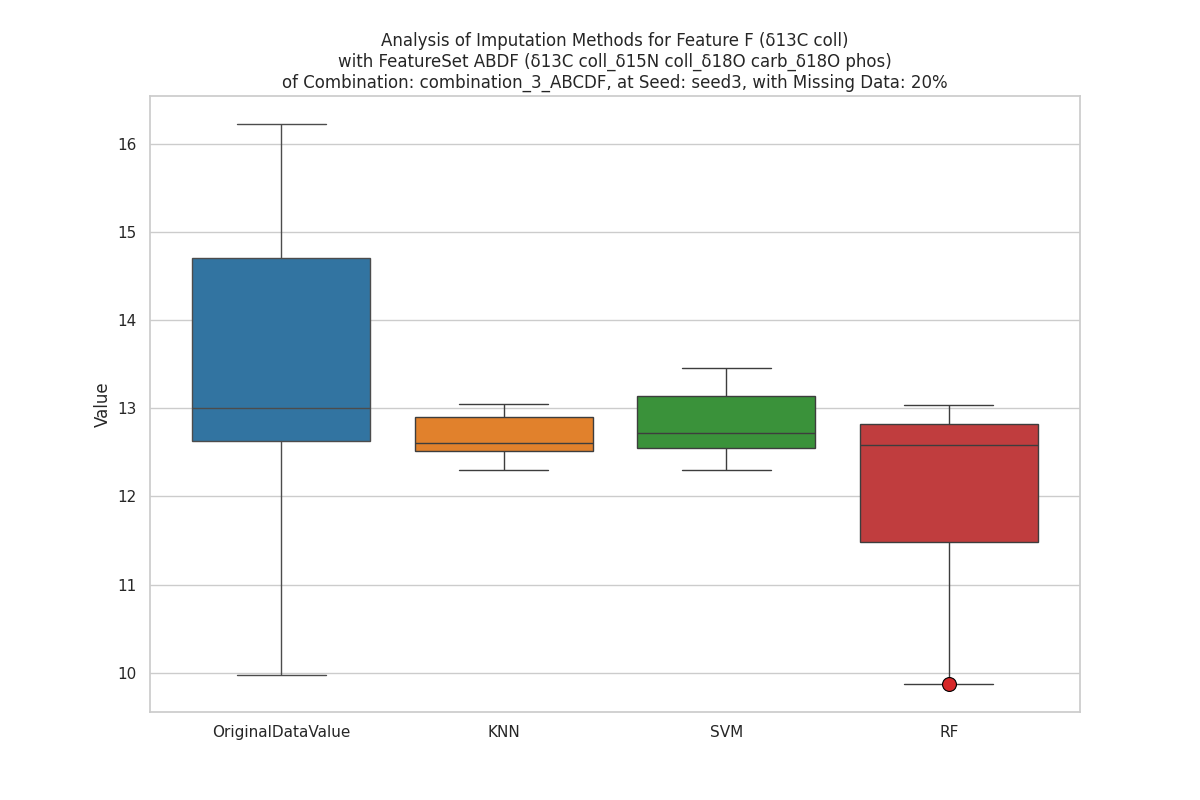 Analysis of Imputation Methods for Feature F (δ13C coll)
with FeatureSet ABDF (δ13C coll_δ15N coll_δ18O carb_δ18O phos)
of Combination: combination_3_ABCDF, at Seed: seed3, with Missing Data: 20%
16
15
14
13
12
11
10
Value
OriginalDataValue KNN SVM RF